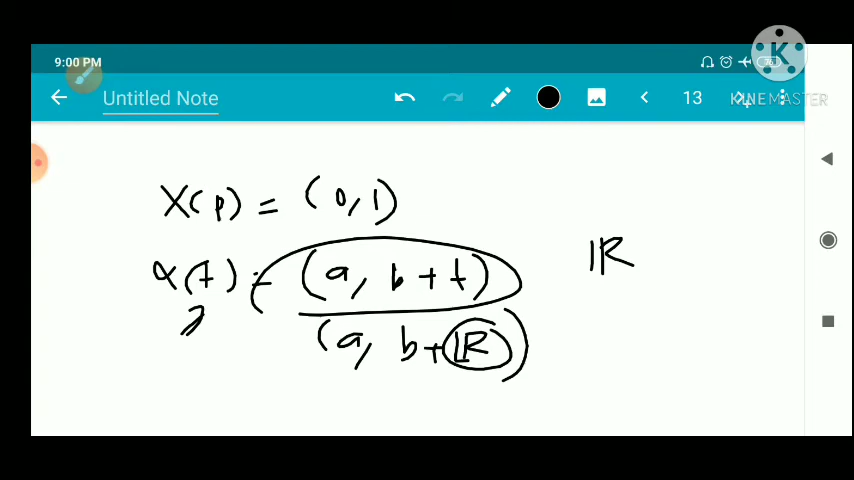 9:00 PM
KINEMASTER
Untitled Note
13
X(p) = (0, 1)
α(t) = (a, b + t)
ℝ
(a, b + ℝ)